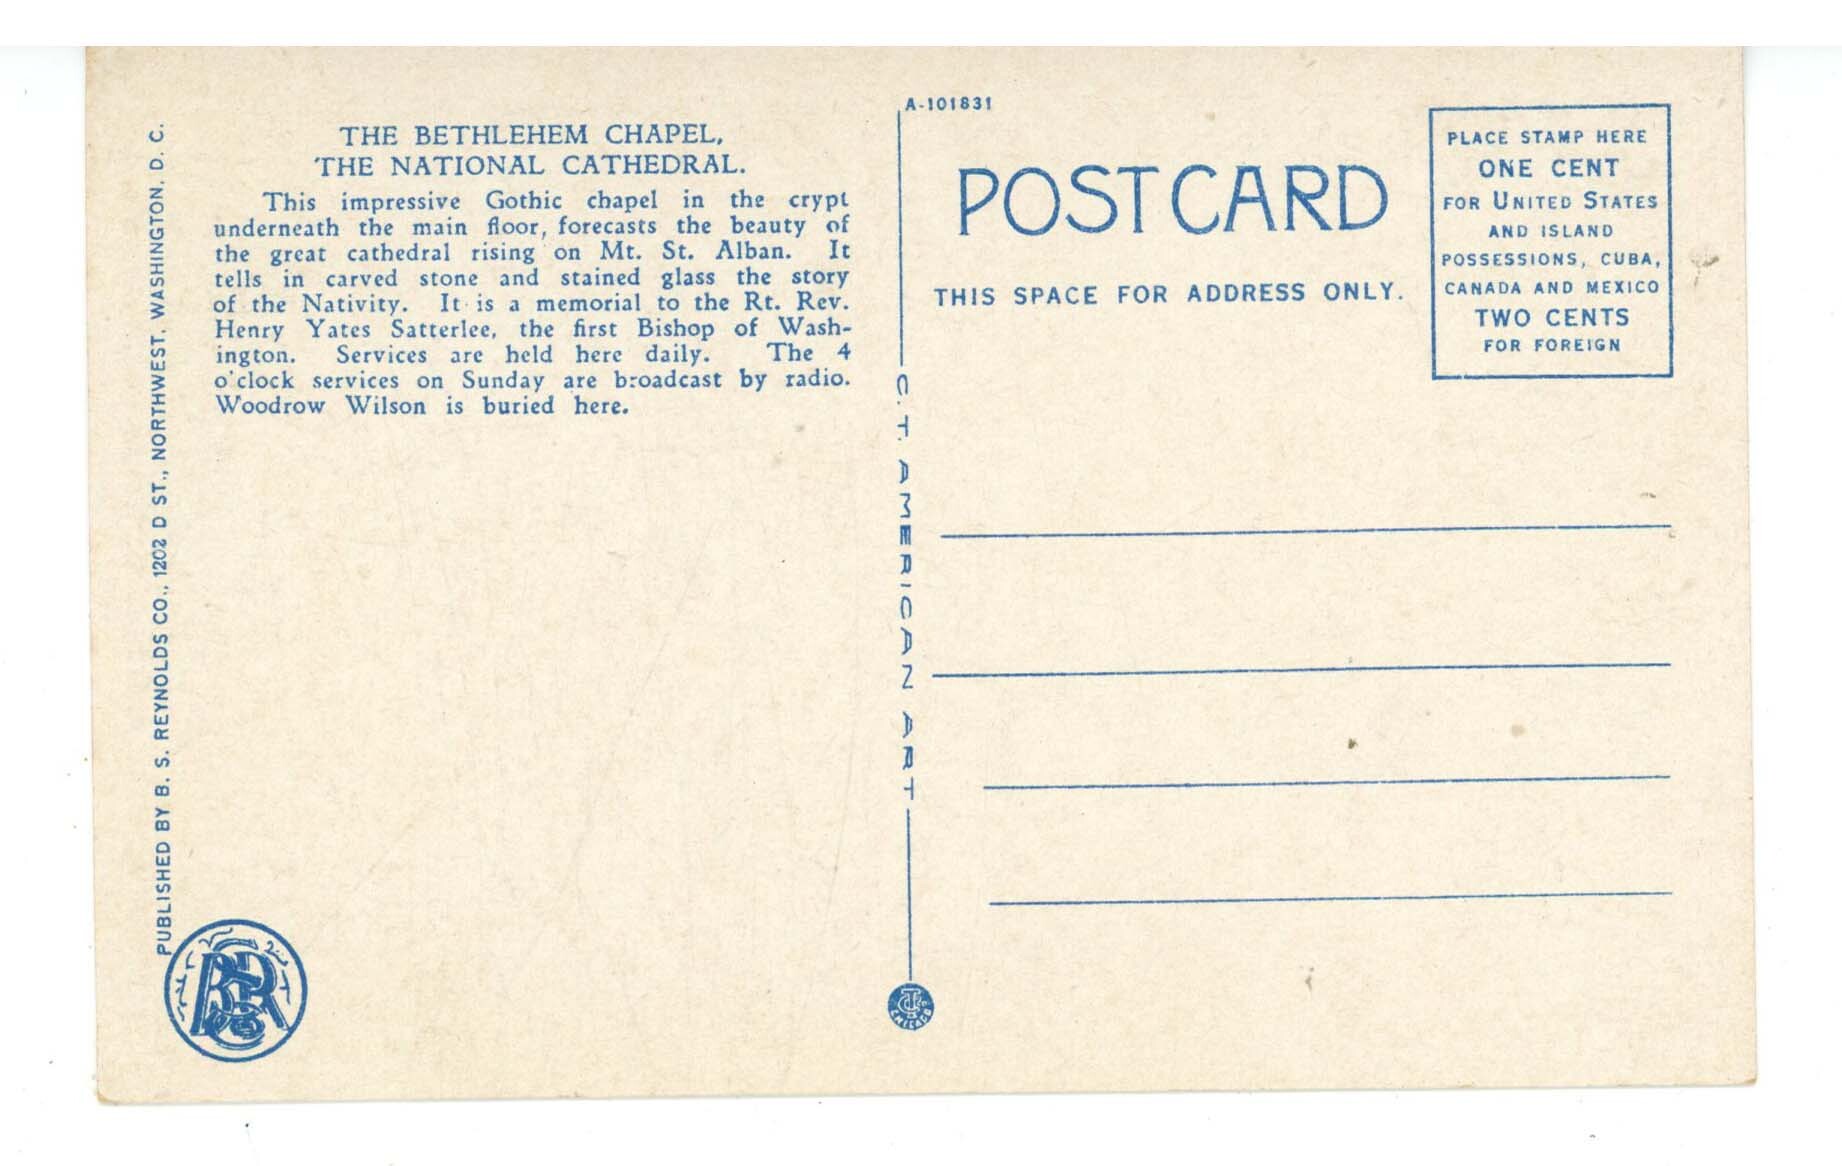 THE BETHLEHEM CHAPEL,
THE NATIONAL CATHEDRAL.
This impressive Gothic chapel in the crypt
underneath the main floor, forecasts the beauty of
the great cathedral rising on Mt. St. Alban. It
tells in carved stone and stained glass the story
of the Nativity. It is a memorial to the Rt. Rev.
Henry Yates Satterlee, the first Bishop of Wash-
ington. Services are held here daily. The 4
o'clock services on Sunday are broadcast by radio.
Woodrow Wilson is buried here.
PUBLISHED BY B. S. REYNOLDS CO., 1202 D ST., NORTHWEST, WASHINGTON, D. C.
A-101831
C. T. AMERICAN ART
CHICAGO
POST CARD
THIS SPACE FOR ADDRESS ONLY.
PLACE STAMP HERE
ONE CENT
FOR UNITED STATES
AND ISLAND
POSSESSIONS, CUBA,
CANADA AND MEXICO
TWO CENTS
FOR FOREIGN